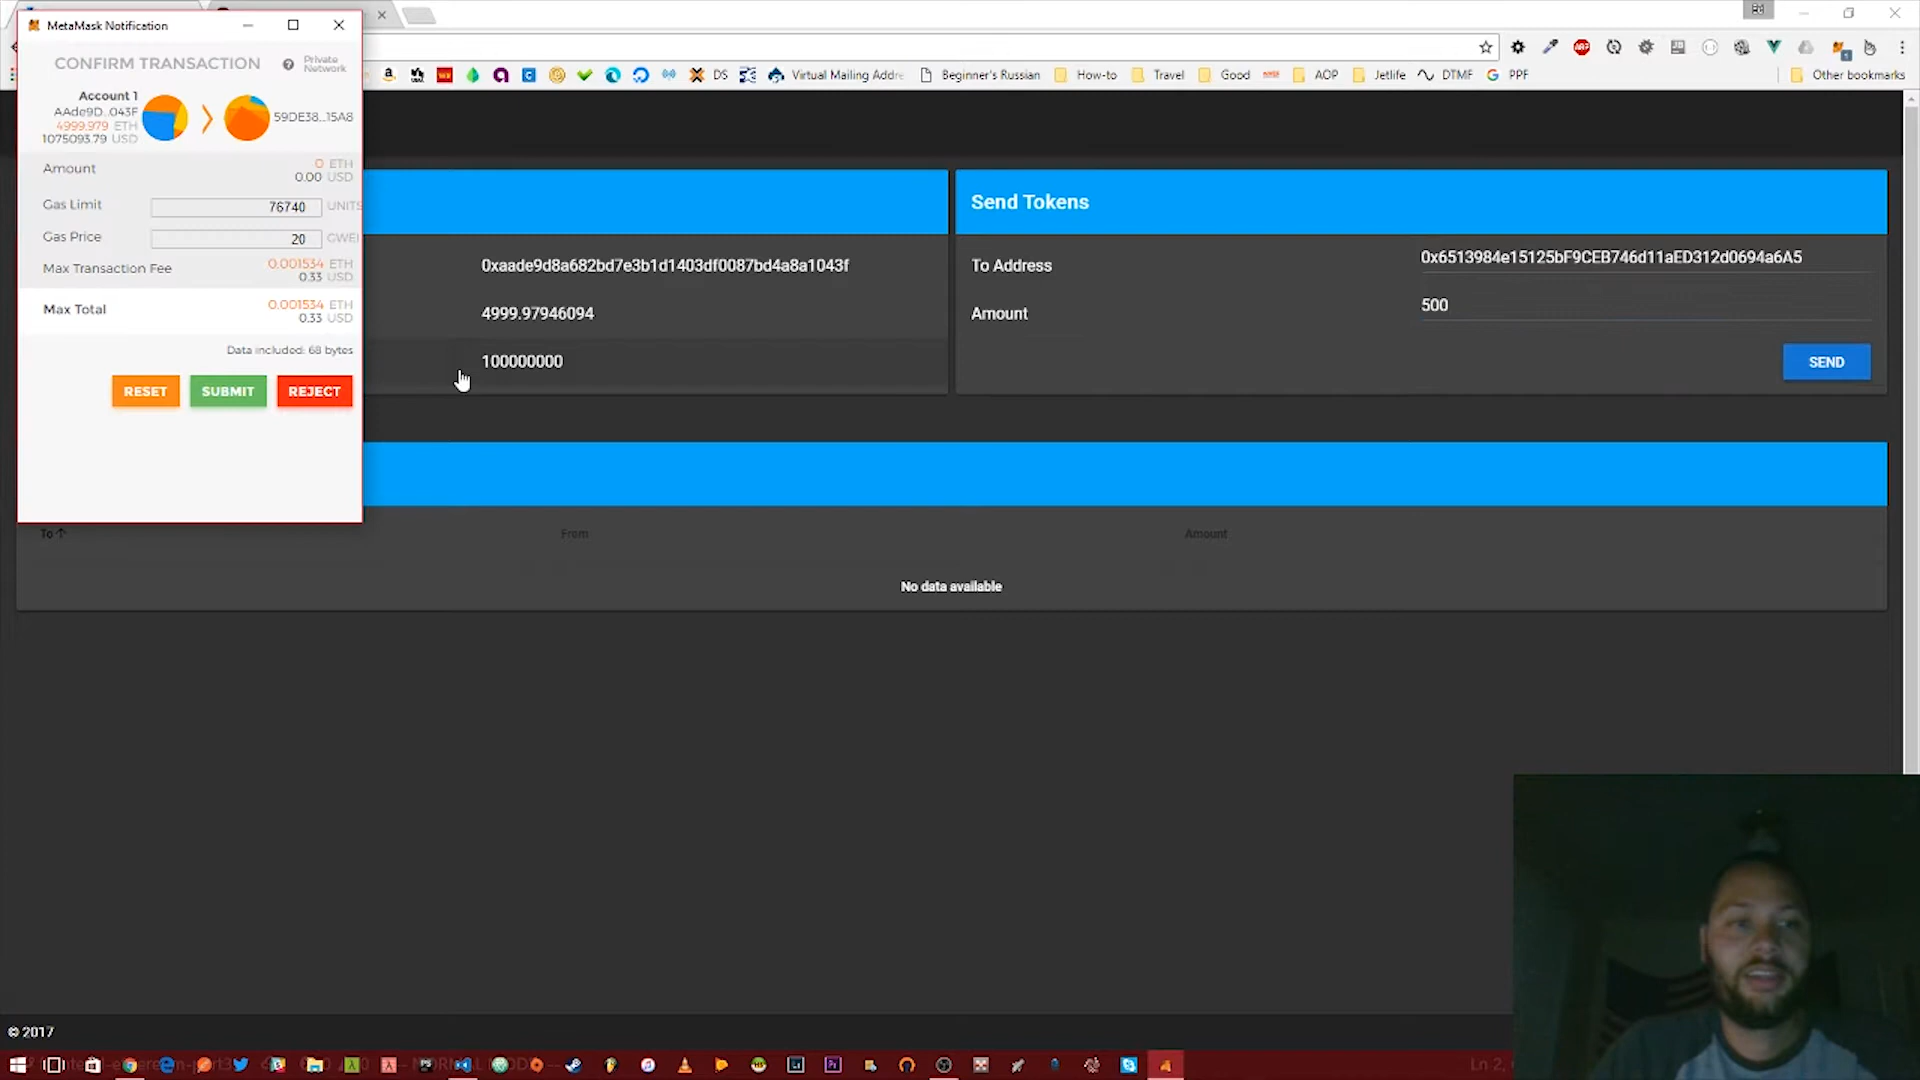 MetaMask Notification
CONFIRM TRANSACTION
Private
Network
Account 1
AAde9D...043F
4999.979 ETH
1075093.79 USD
59DE38...15A8
Amount
0 ETH
0.00 USD
Gas Limit
76740 UNITS
Gas Price
20 GWEI
Max Transaction Fee
0.001534 ETH
0.33 USD
Max Total
0.001534 ETH
0.33 USD
Data included: 68 bytes
RESET SUBMIT REJECT
DS Virtual Mailing Addre Beginner's Russian How-to Travel Good AOP Jetlife DTMF PPF Other bookmarks
0xaade9d8a682bd7e3b1d1403df0087bd4a8a1043f
4999.97946094
100000000
Send Tokens
To Address 0x6513984e15125bF9CEB746d11aED312d0694a6A5
Amount 500
SEND
To From Amount
No data available
© 2017